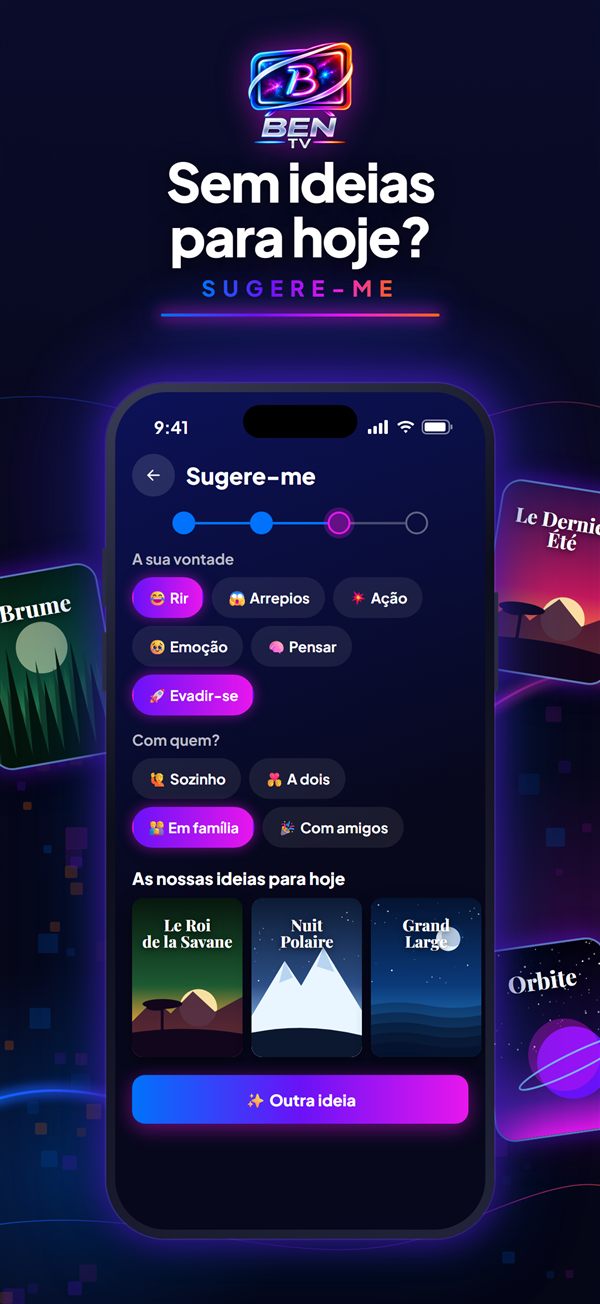 B
BEN
TV
Sem ideias
para hoje?
SUGERE-ME
9:41
Sugere-me
A sua vontade
😂 Rir
😱 Arrepios
💥 Ação
🥹 Emoção
🧠 Pensar
🚀 Evadir-se
Com quem?
Sozinho
A dois
Em família
🎉 Com amigos
As nossas ideias para hoje
Le Roi
de la Savane
Nuit
Polaire
Grand
Large
✨ Outra ideia
Brume
Le
Été
Orbite